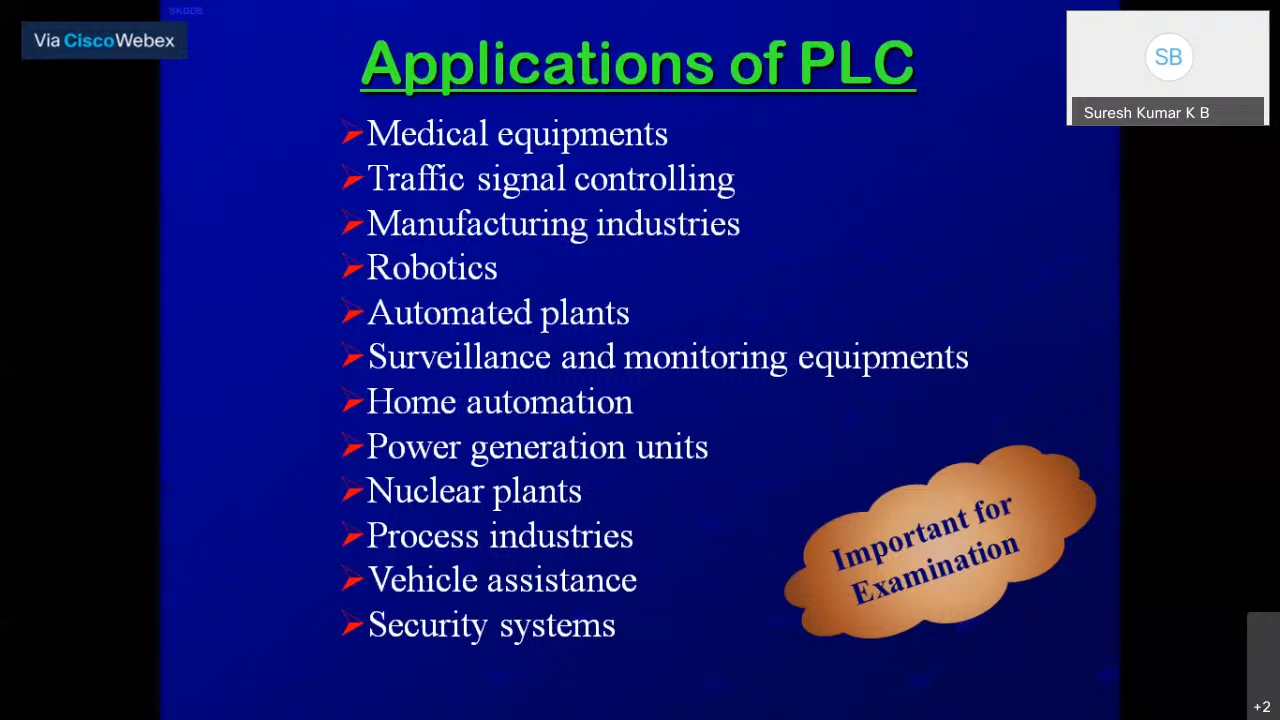 SKGDB
Via CiscoWebex
Applications of PLC
SB
Suresh Kumar K B
Medical equipments
Traffic signal controlling
Manufacturing industries
Robotics
Automated plants
Surveillance and monitoring equipments
Home automation
Power generation units
Nuclear plants
Process industries
Vehicle assistance
Security systems
Important for
Examination
+2